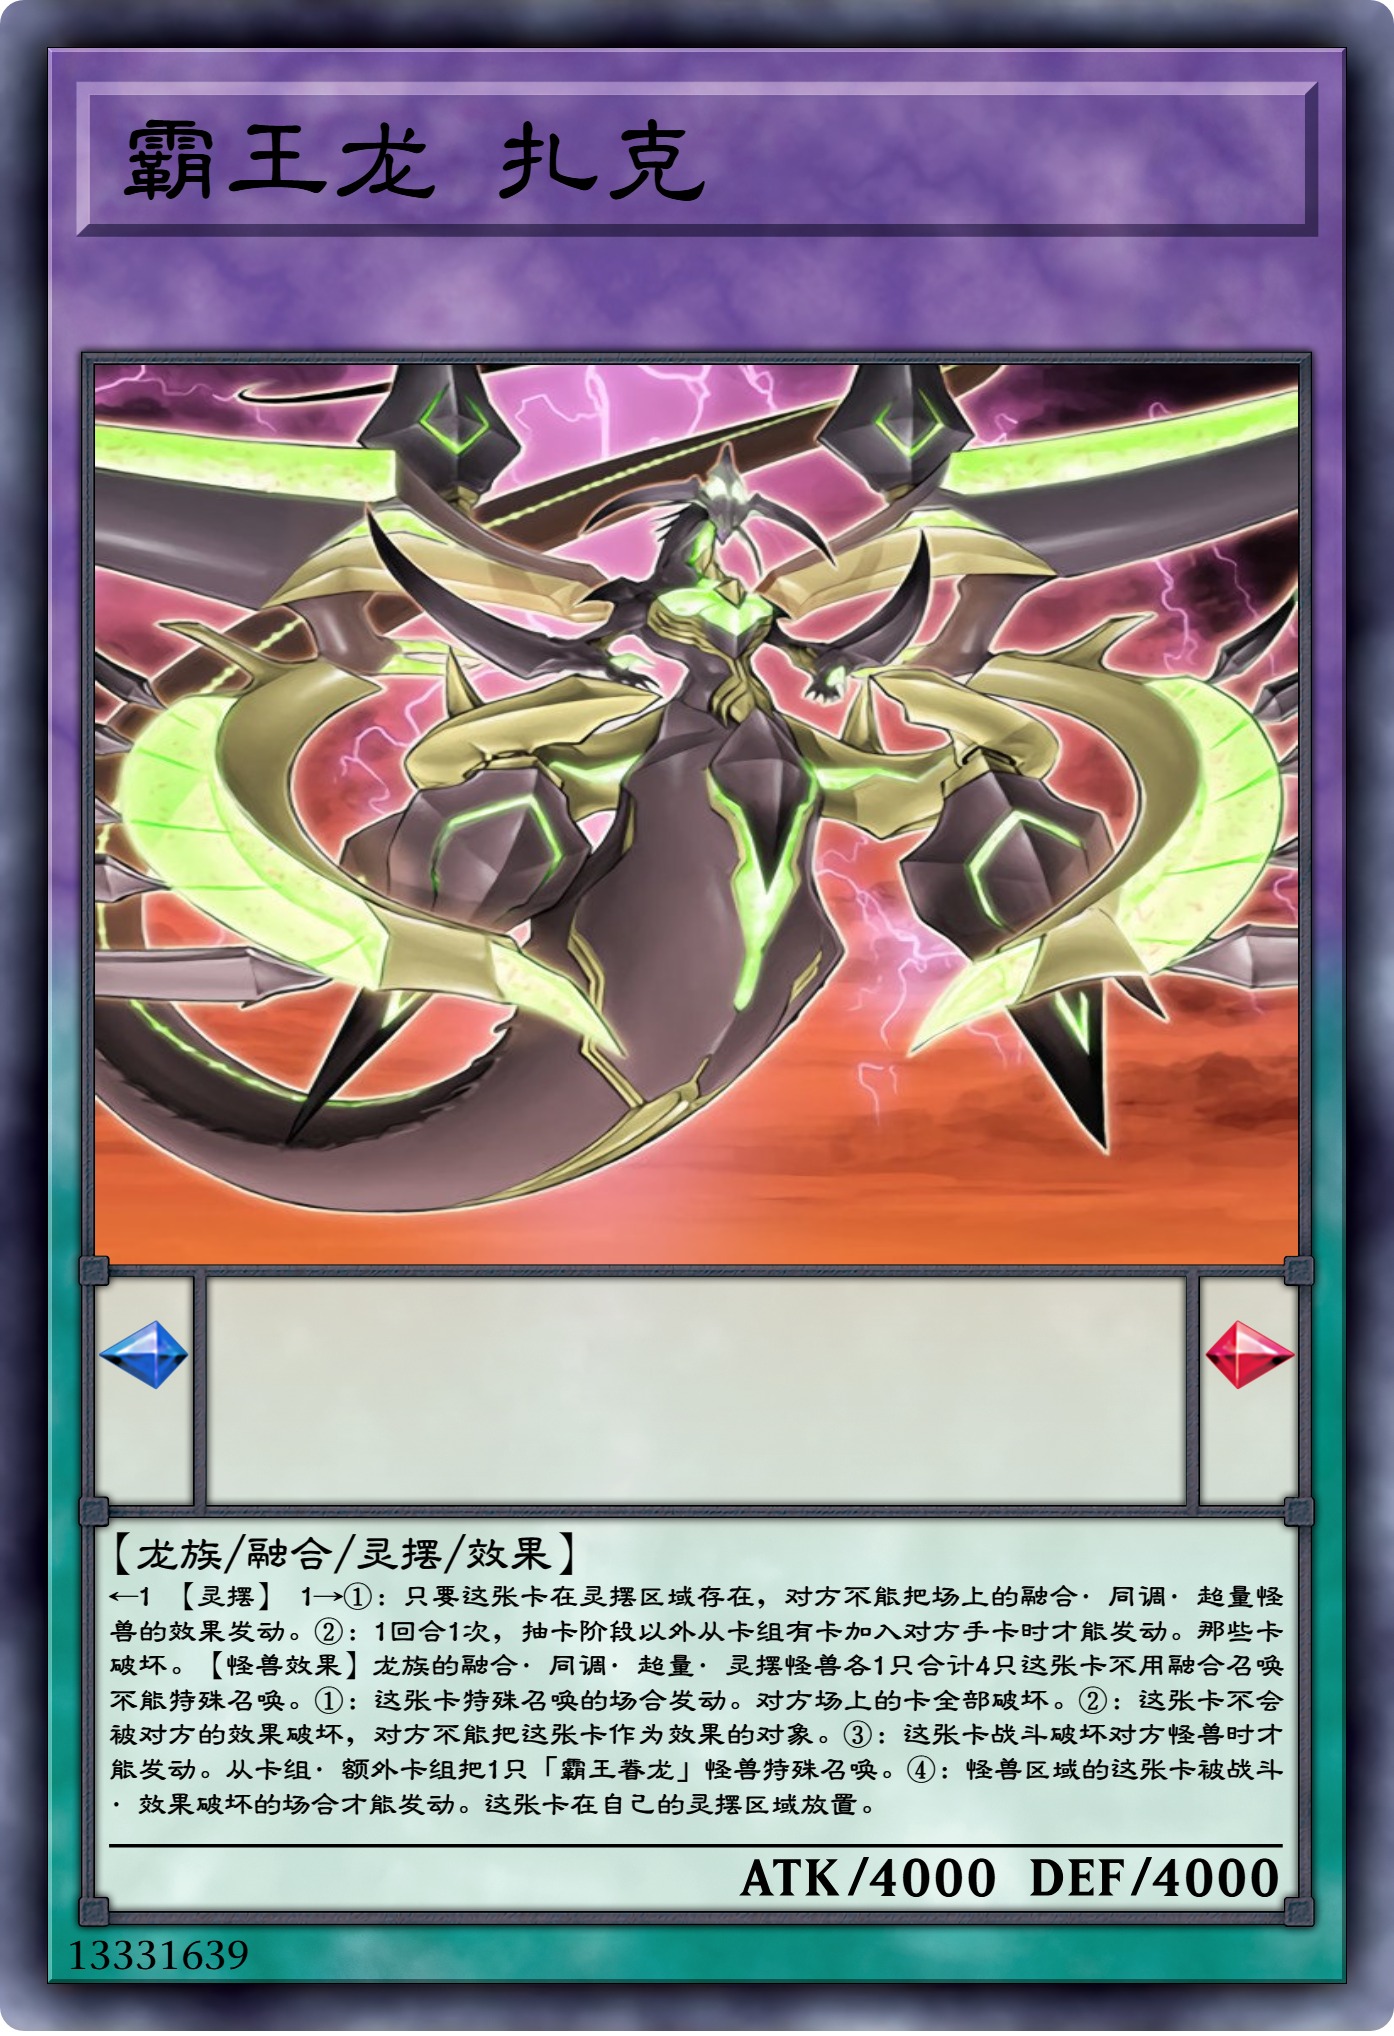 霸王龙 扎克
【龙族/融合/灵摆/效果】
←1 【灵摆】 1→①：只要这张卡在灵摆区域存在，对方不能把场上的融合·同调·超量怪
兽的效果发动。②：1回合1次，抽卡阶段以外从卡组有卡加入对方手卡时才能发动。那些卡
破坏。【怪兽效果】龙族的融合·同调·超量·灵摆怪兽各1只合计4只这张卡不用融合召唤
不能特殊召唤。①：这张卡特殊召唤的场合发动。对方场上的卡全部破坏。②：这张卡不会
被对方的效果破坏，对方不能把这张卡作为效果的对象。③：这张卡战斗破坏对方怪兽时才
能发动。从卡组·额外卡组把1只「霸王眷龙」怪兽特殊召唤。④：怪兽区域的这张卡被战斗
·效果破坏的场合才能发动。这张卡在自己的灵摆区域放置。
ATK/4000 DEF/4000
13331639